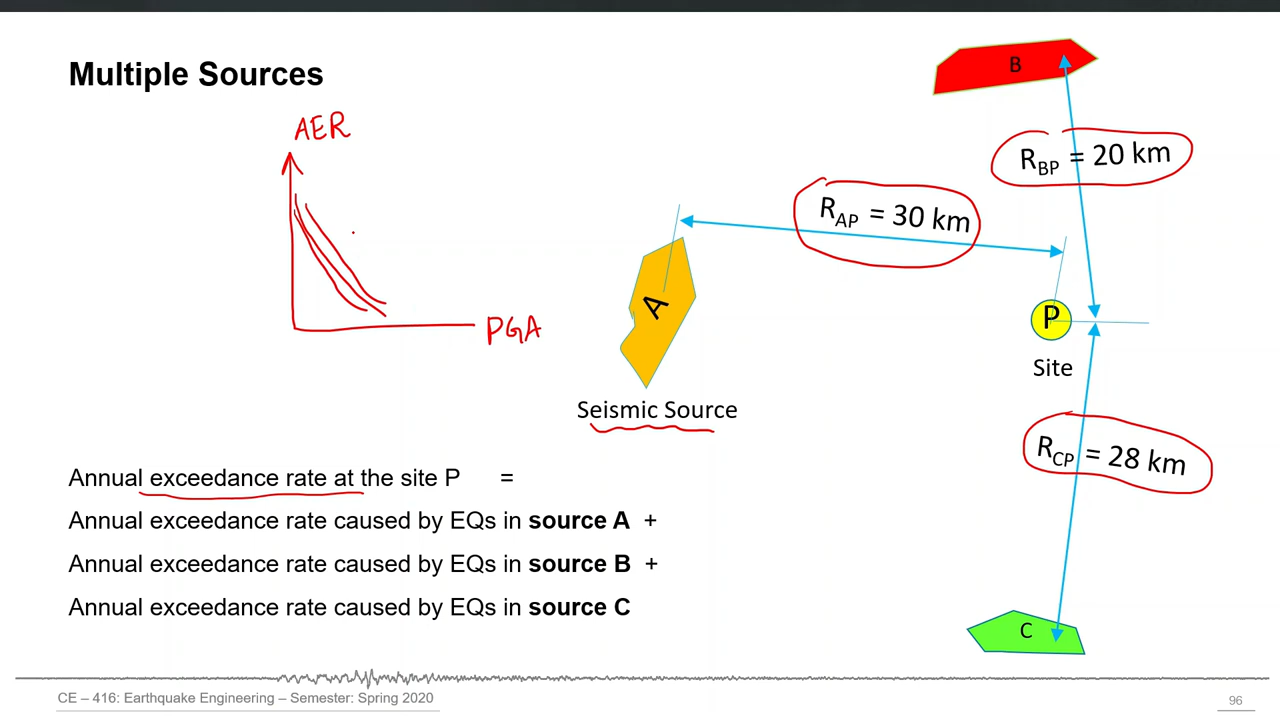 Multiple Sources
AER
PGA
B
R_BP = 20 km
R_AP = 30 km
A
P
Site
Seismic Source
R_CP = 28 km
C
Annual exceedance rate at the site P =
Annual exceedance rate caused by EQs in source A +
Annual exceedance rate caused by EQs in source B +
Annual exceedance rate caused by EQs in source C
CE – 416: Earthquake Engineering – Semester: Spring 2020
96